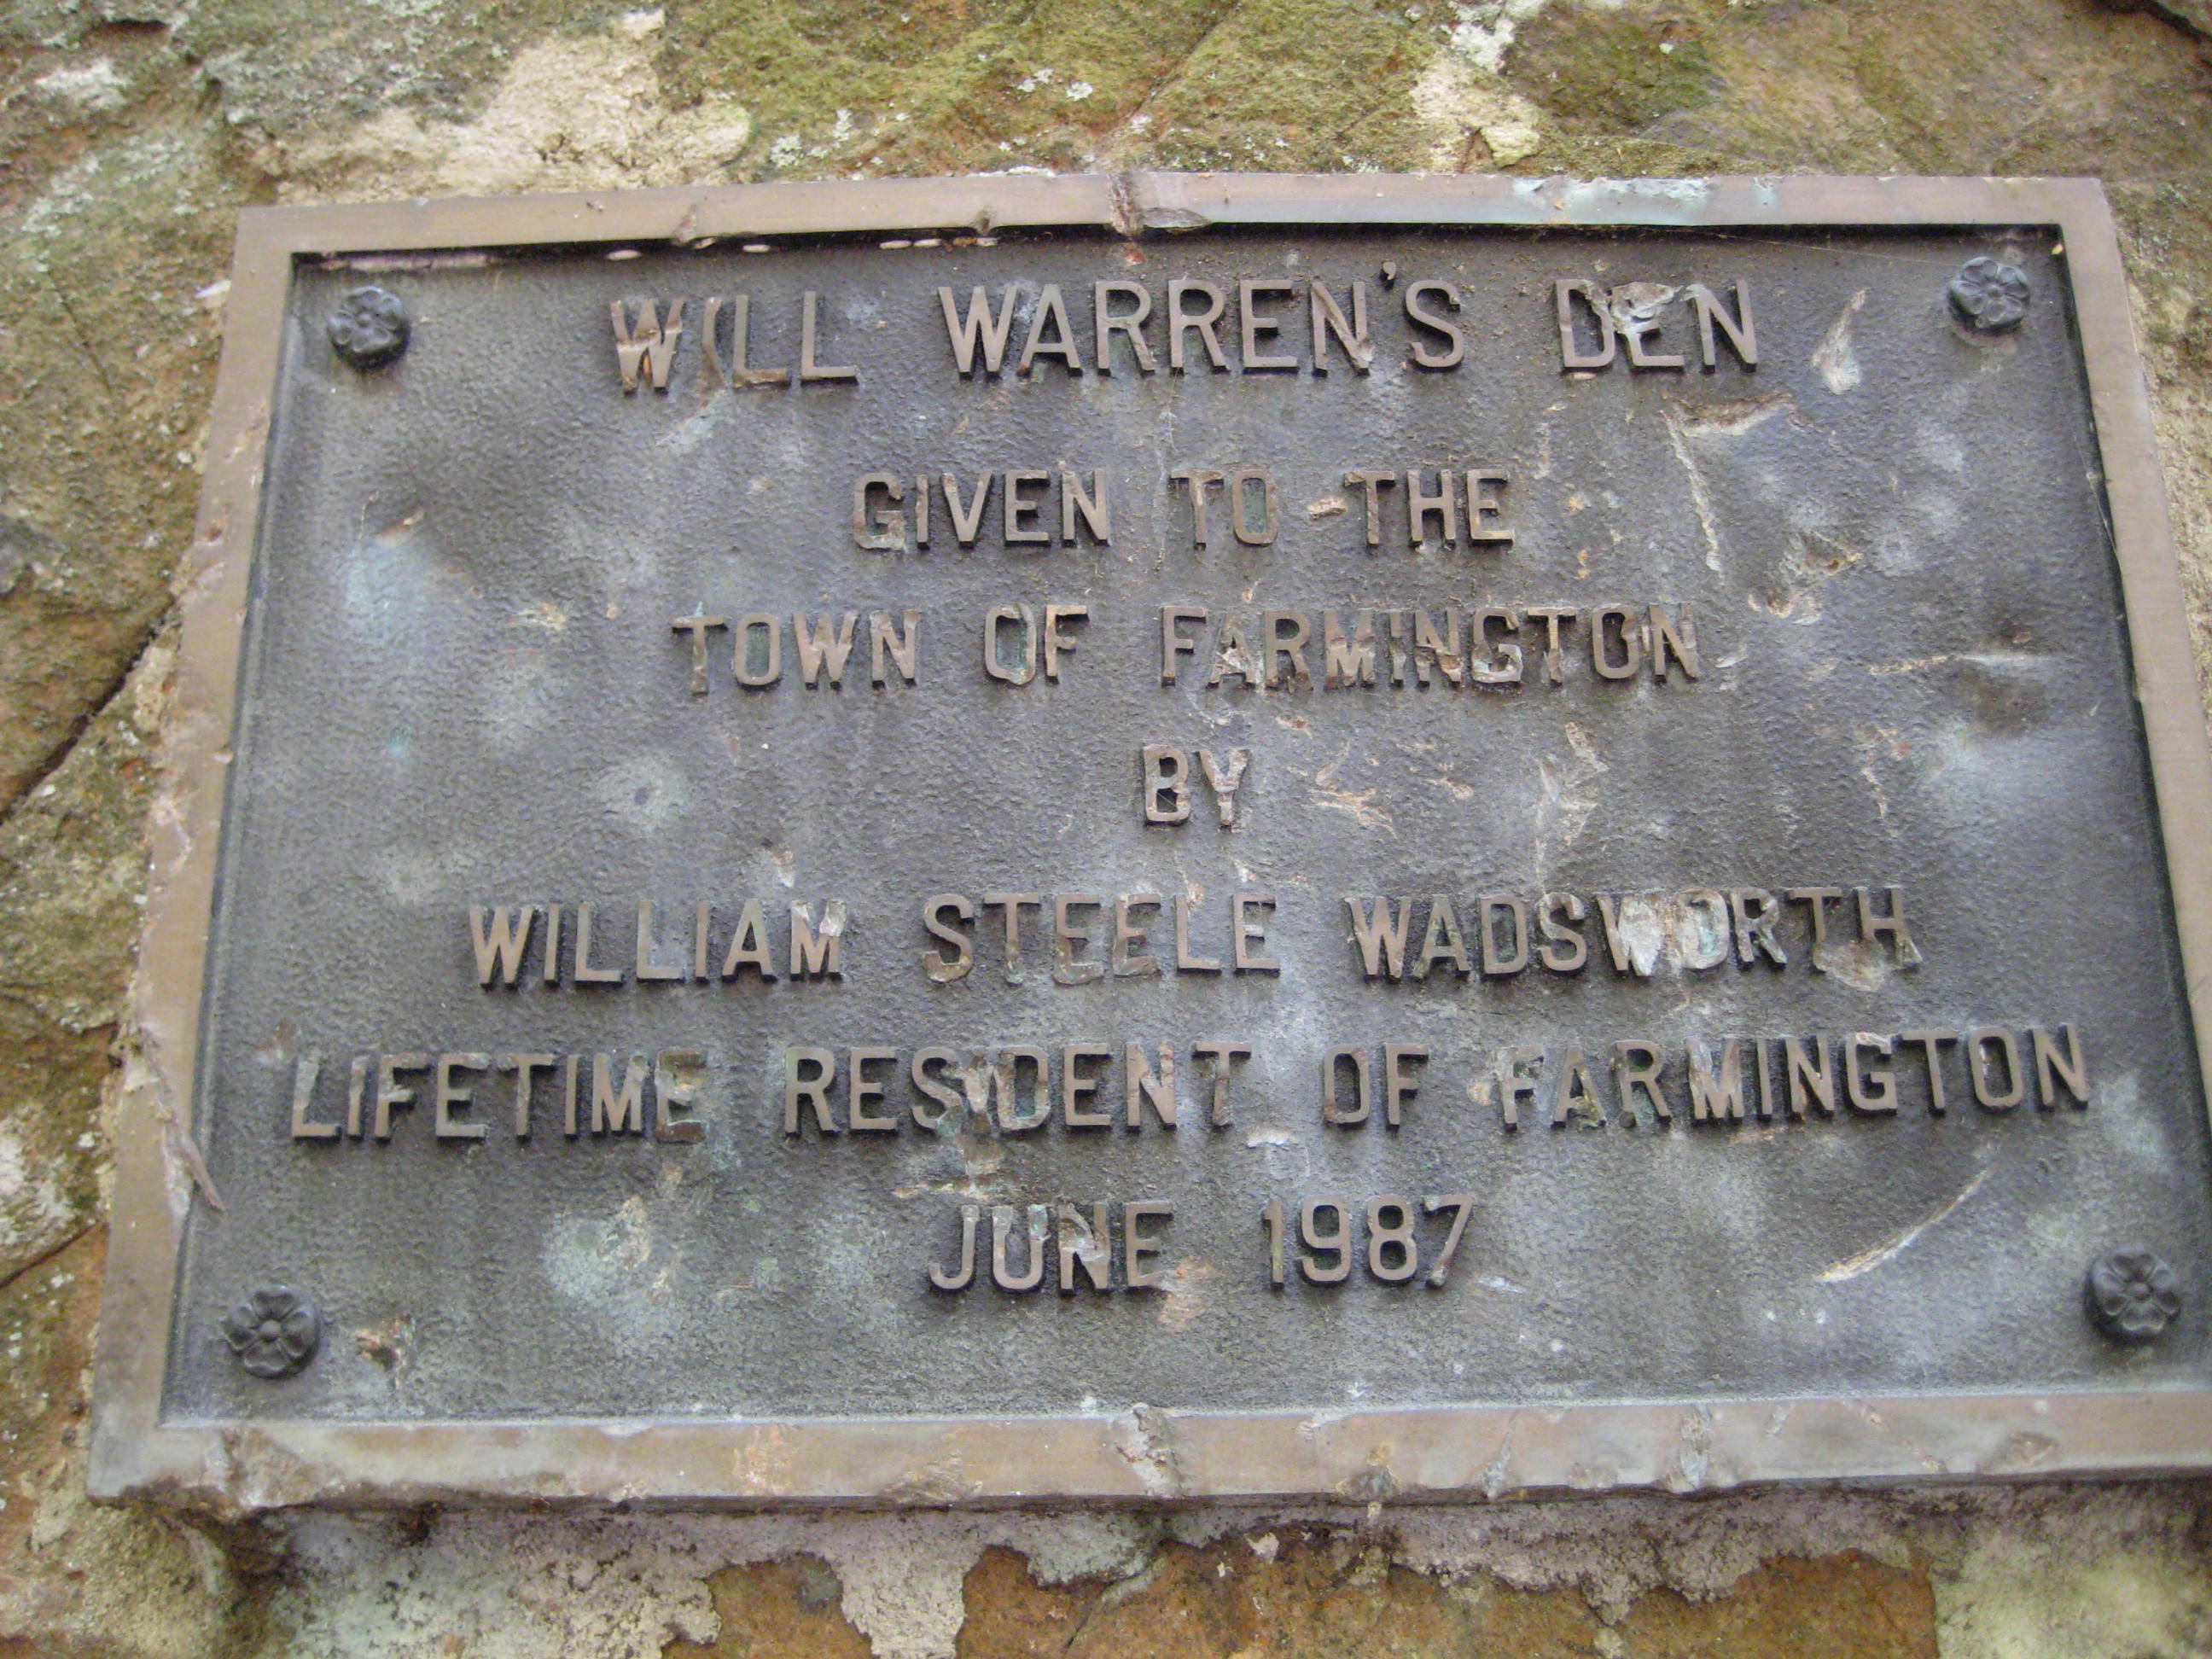 WILL WARREN'S DEN
GIVEN TO THE
TOWN OF FARMINGTON
BY
WILLIAM STEELE WADSWORTH
LIFETIME RESIDENT OF FARMINGTON
JUNE 1987